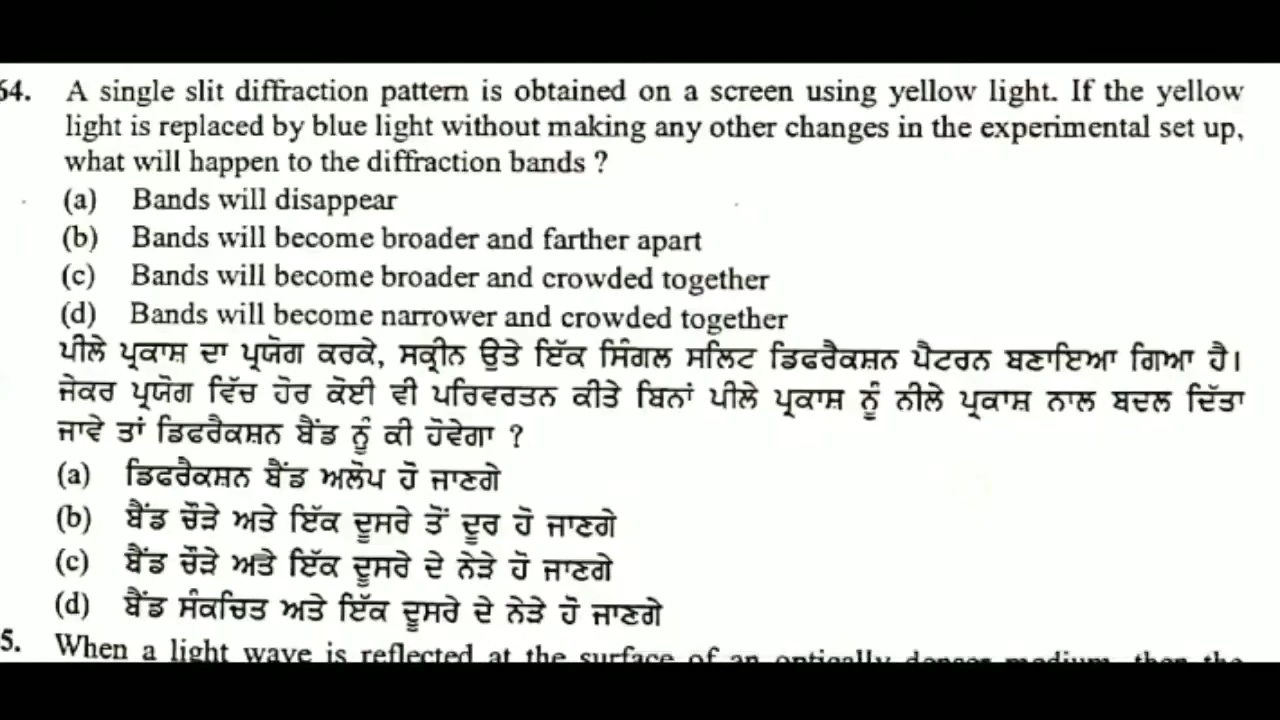 64. A single slit diffraction pattern is obtained on a screen using yellow light. If the yellow
light is replaced by blue light without making any other changes in the experimental set up,
what will happen to the diffraction bands ?
(a) Bands will disappear
(b) Bands will become broader and farther apart
(c) Bands will become broader and crowded together
(d) Bands will become narrower and crowded together
ਪੀਲੇ ਪ੍ਰਕਾਸ਼ ਦਾ ਪ੍ਰਯੋਗ ਕਰਕੇ, ਸਕ੍ਰੀਨ ਉਤੇ ਇੱਕ ਸਿੰਗਲ ਸਲਿਟ ਡਿਫਰੈਕਸ਼ਨ ਪੈਟਰਨ ਬਣਾਇਆ ਗਿਆ ਹੈ।
ਜੇਕਰ ਪ੍ਰਯੋਗ ਵਿੱਚ ਹੋਰ ਕੋਈ ਵੀ ਪਰਿਵਰਤਨ ਕੀਤੇ ਬਿਨਾਂ ਪੀਲੇ ਪ੍ਰਕਾਸ਼ ਨੂੰ ਨੀਲੇ ਪ੍ਰਕਾਸ਼ ਨਾਲ ਬਦਲ ਦਿੱਤਾ
ਜਾਵੇ ਤਾਂ ਡਿਫਰੈਕਸ਼ਨ ਬੈਂਡ ਨੂੰ ਕੀ ਹੋਵੇਗਾ ?
(a) ਡਿਫਰੈਕਸ਼ਨ ਬੈਂਡ ਅਲੋਪ ਹੋ ਜਾਣਗੇ
(b) ਬੈਂਡ ਚੌੜੇ ਅਤੇ ਇੱਕ ਦੂਸਰੇ ਤੋਂ ਦੂਰ ਹੋ ਜਾਣਗੇ
(c) ਬੈਂਡ ਚੌੜੇ ਅਤੇ ਇੱਕ ਦੂਸਰੇ ਦੇ ਨੇੜੇ ਹੋ ਜਾਣਗੇ
(d) ਬੈਂਡ ਸੰਕਚਿਤ ਅਤੇ ਇੱਕ ਦੂਸਰੇ ਦੇ ਨੇੜੇ ਹੋ ਜਾਣਗੇ
5. When a light wave is reflected at the surface of an optically denser medium, then the